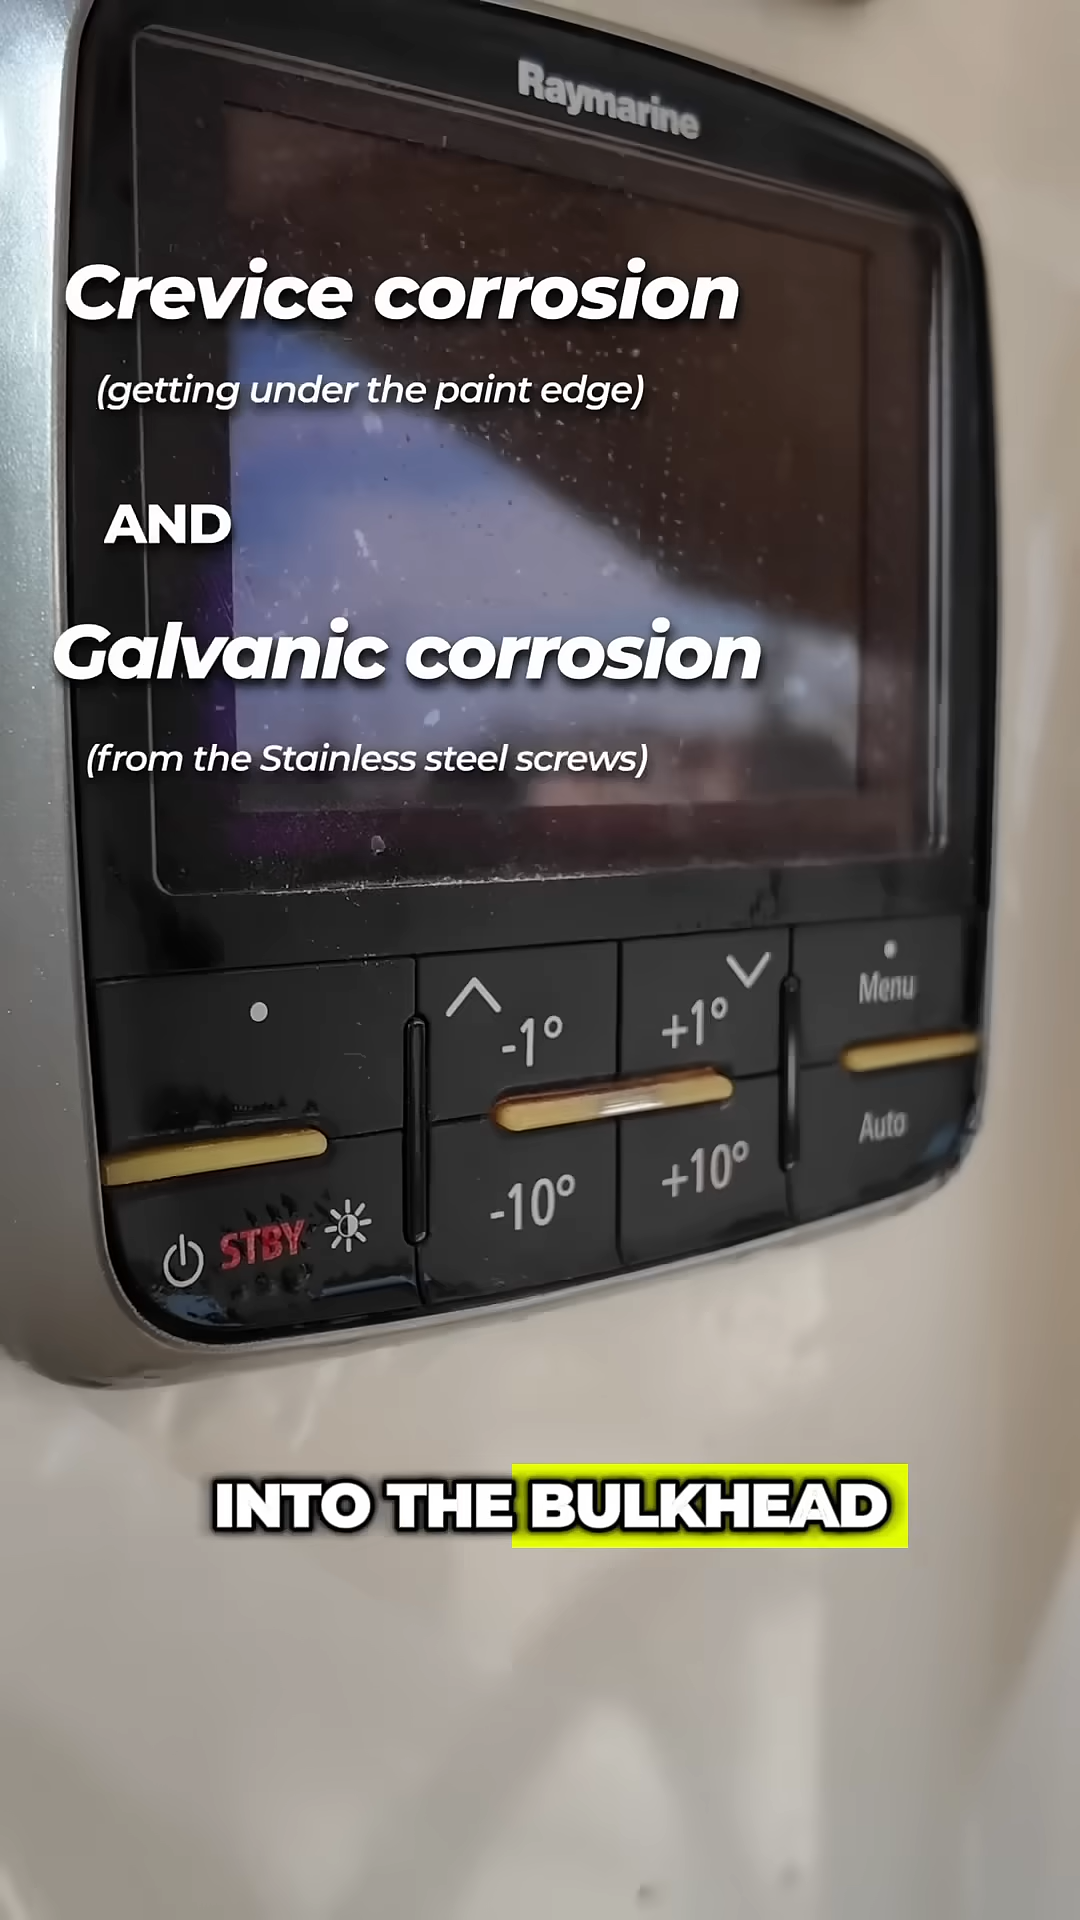 Raymarine
Crevice corrosion
(getting under the paint edge)
AND
Galvanic corrosion
(from the Stainless steel screws)
-1°
+1°
Menu
Auto
-10°
+10°
STBY
INTO THE BULKHEAD